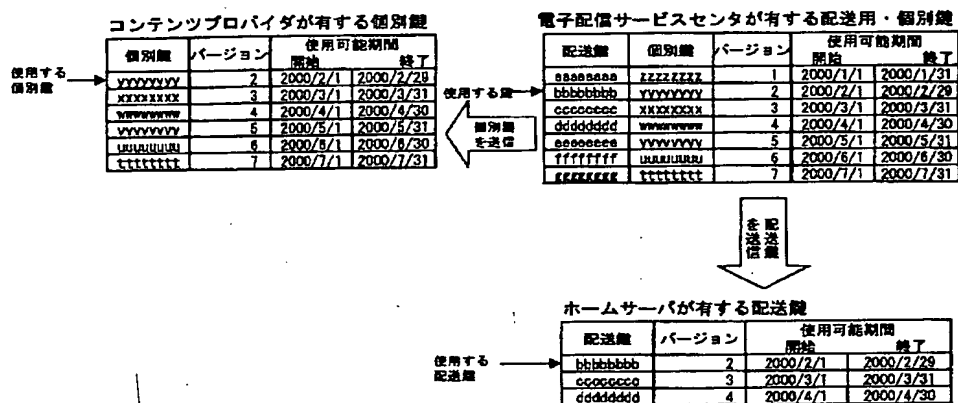 コンテンツプロバイダが有する個別鍵
個別鍵 バージョン 使用可能期間
開始 終了
使用する
個別鍵
yyyyyyyy 2 2000/2/1 2000/2/29
xxxxxxxx 3 2000/3/1 2000/3/31
wwwwwwww 4 2000/4/1 2000/4/30
vvvvvvvv 5 2000/5/1 2000/5/31
uuuuuuuu 6 2000/6/1 2000/6/30
tttttttt 7 2000/7/1 2000/7/31
個別鍵
を送信
電子配信サービスセンタが有する配送用・個別鍵
配送鍵 個別鍵 バージョン 使用可能期間
開始 終了
使用する鍵
aaaaaaaa zzzzzzzz 1 2000/1/1 2000/1/31
bbbbbbbb yyyyyyyy 2 2000/2/1 2000/2/29
cccccccc xxxxxxxx 3 2000/3/1 2000/3/31
dddddddd wwwwwwww 4 2000/4/1 2000/4/30
eeeeeeee vvvvvvvv 5 2000/5/1 2000/5/31
ffffffff uuuuuuuu 6 2000/6/1 2000/6/30
gggggggg tttttttt 7 2000/7/1 2000/7/31
配送鍵
を送信
ホームサーバが有する配送鍵
配送鍵 バージョン 使用可能期間
開始 終了
使用する
配送鍵
bbbbbbbb 2 2000/2/1 2000/2/29
cccccccc 3 2000/3/1 2000/3/31
dddddddd 4 2000/4/1 2000/4/30